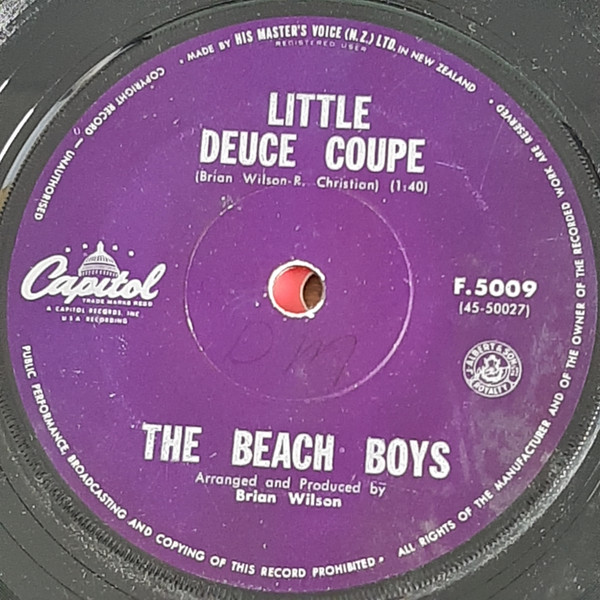 MADE BY HIS MASTER'S VOICE (N.Z.) LTD. IN NEW ZEALAND
REGISTERED USER
LITTLE
DEUCE COUPE
(Brian Wilson-R. Christian) (1:40)
Capitol
TRADE MARKS REGD
A CAPITOL RECORDS, INC.
U S A RECORDING
F.5009
(45-50027)
J. ALBERT & SON
ROYALTY
THE BEACH BOYS
Arranged and Produced by
Brian Wilson
ALL RIGHTS OF THE MANUFACTURER AND OF THE OWNER OF THE RECORDED WORK ARE RESERVED
PUBLIC PERFORMANCE, BROADCASTING AND COPYING OF THIS RECORD PROHIBITED
COPYRIGHT RECORD — UNAUTHORISED